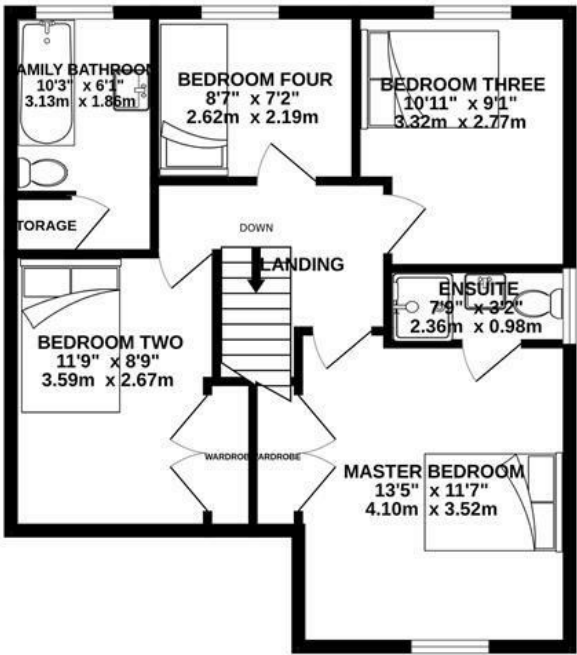 AMILY BATHROOM
10'3" x 6'1"
3.13m x 1.86m
BEDROOM FOUR
8'7" x 7'2"
2.62m x 2.19m
BEDROOM THREE
10'11" x 9'1"
3.32m x 2.77m
TORAGE
DOWN
LANDING
ENSUITE
7'9" x 3'2"
2.36m x 0.98m
BEDROOM TWO
11'9" x 8'9"
3.59m x 2.67m
WARDROBE
WARDROBE
MASTER BEDROOM
13'5" x 11'7"
4.10m x 3.52m